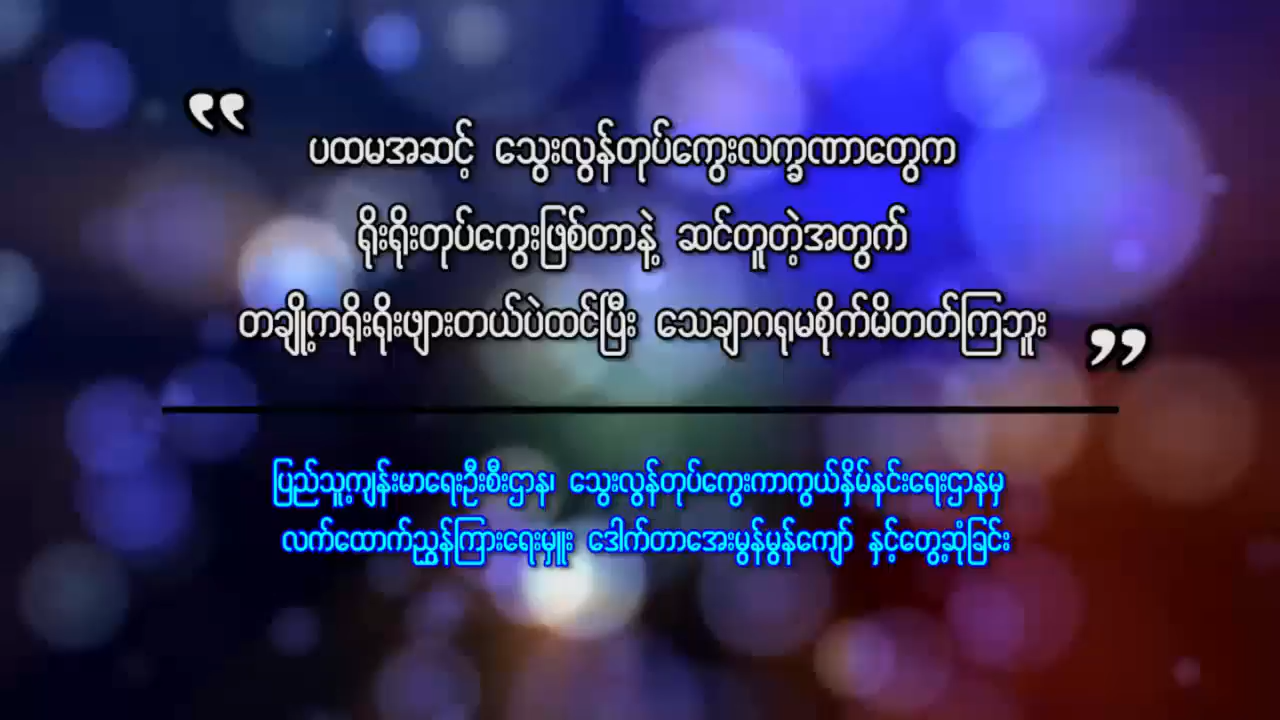 “
ပထမအဆင့် သွေးလွန်တုပ်ကွေးလက္ခဏာတွေက
ရိုးရိုးတုပ်ကွေးဖြစ်တာနဲ့ ဆင်တူတဲ့အတွက်
တချို့ကရိုးရိုးဖျားတယ်ပဲထင်ပြီး သေချာဂရုမစိုက်မိတတ်ကြဘူး ”
ပြည်သူ့ကျန်းမာရေးဦးစီးဌာန၊ သွေးလွန်တုပ်ကွေးကာကွယ်နှိမ်နင်းရေးဌာနမှ
လက်ထောက်ညွှန်ကြားရေးမှူး ဒေါက်တာအေးမွန်မွန်ကျော် နှင့်တွေ့ဆုံခြင်း